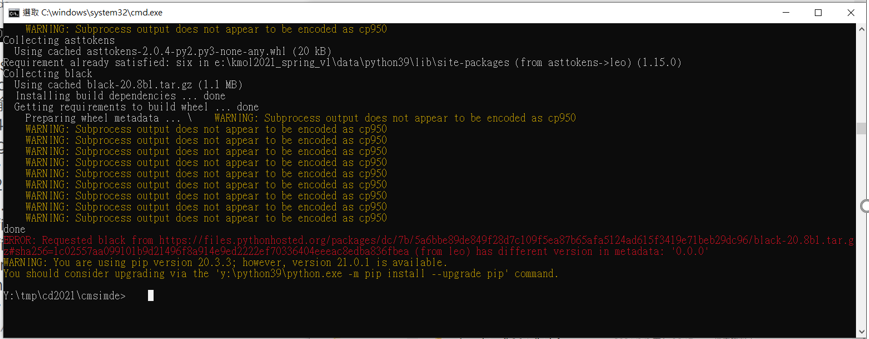 選取 C:\windows\system32\cmd.exe
WARNING: Subprocess output does not appear to be encoded as cp950
Collecting asttokens
Using cached asttokens-2.0.4-py2.py3-none-any.whl (20 kB)
Requirement already satisfied: six in e:\kmol2021_spring_v1\data\python39\lib\site-packages (from asttokens->leo) (1.15.0)
Collecting black
Using cached black-20.8b1.tar.gz (1.1 MB)
Installing build dependencies ... done
Getting requirements to build wheel ... done
Preparing wheel metadata ... \    WARNING: Subprocess output does not appear to be encoded as cp950
WARNING: Subprocess output does not appear to be encoded as cp950
WARNING: Subprocess output does not appear to be encoded as cp950
WARNING: Subprocess output does not appear to be encoded as cp950
WARNING: Subprocess output does not appear to be encoded as cp950
WARNING: Subprocess output does not appear to be encoded as cp950
WARNING: Subprocess output does not appear to be encoded as cp950
WARNING: Subprocess output does not appear to be encoded as cp950
WARNING: Subprocess output does not appear to be encoded as cp950
WARNING: Subprocess output does not appear to be encoded as cp950
done
ERROR: Requested black from https://files.pythonhosted.org/packages/dc/7b/5a6bbe89de849f28d7c109f5ea87b65afa5124ad615f3419e71beb29dc96/black-20.8b1.tar.g
z#sha256=1c02557aa099101b9d21496f8a914e9ed2222ef70336404eeeac8edba836fbea (from leo) has different version in metadata: '0.0.0'
WARNING: You are using pip version 20.3.3; however, version 21.0.1 is available.
You should consider upgrading via the 'y:\python39\python.exe -m pip install --upgrade pip' command.
Y:\tmp\cd2021\cmsimde>